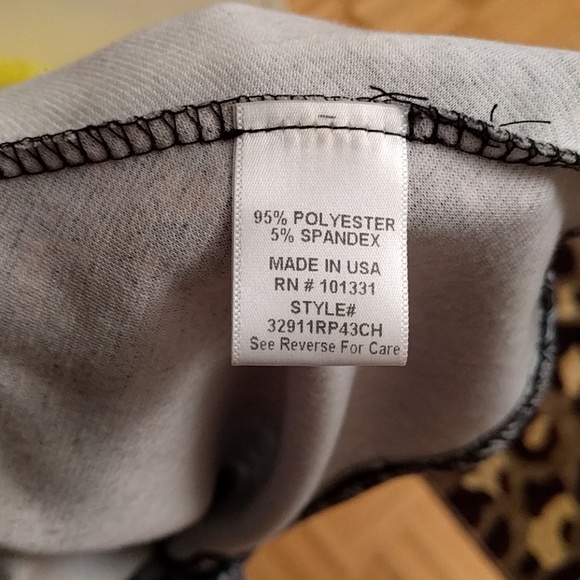 95% POLYESTER
5% SPANDEX
MADE IN USA
RN # 101331
STYLE#
32911RP43CH
See Reverse For Care